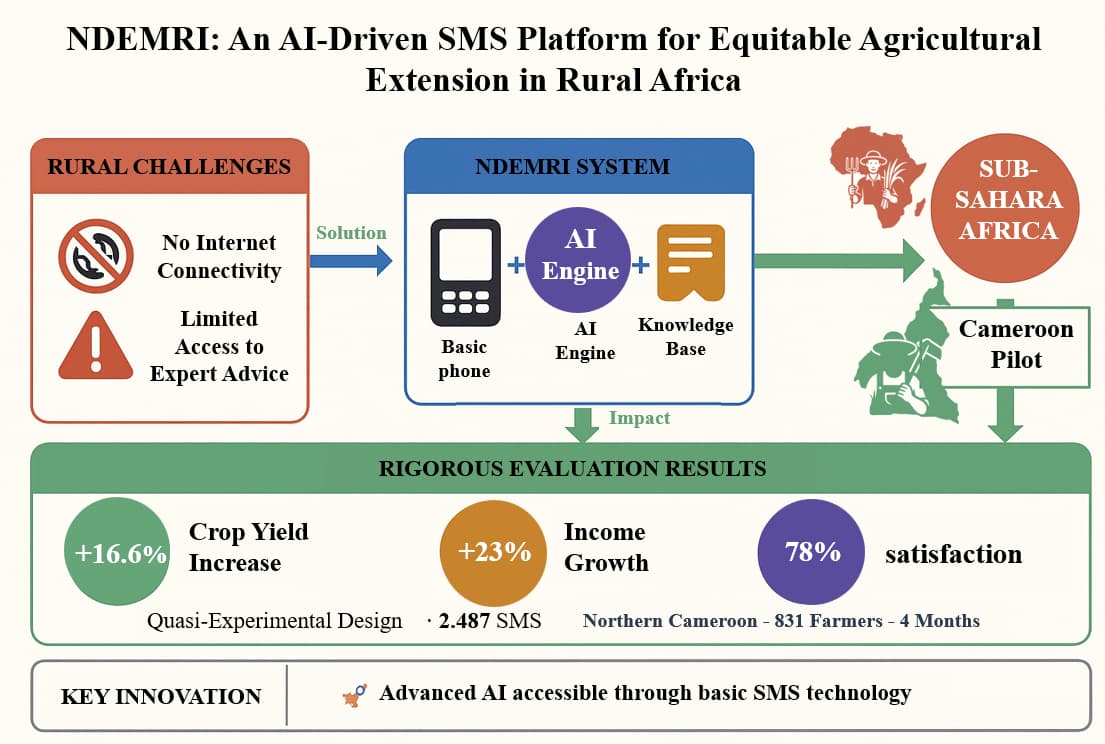 NDEMRI: An AI-Driven SMS Platform for Equitable Agricultural
Extension in Rural Africa
RURAL CHALLENGES
No Internet
Connectivity
Limited
Access to
Expert Advice
Solution
NDEMRI SYSTEM
AI
Engine
+
+
Basic
phone
AI
Engine
Knowledge
Base
SUB-
SAHARA
AFRICA
Cameroon
Pilot
Impact
RIGOROUS EVALUATION RESULTS
+16.6%
Crop Yield
Increase
+23%
Income
Growth
78%
satisfaction
Quasi-Experimental Design · 2.487 SMS Northern Cameroon - 831 Farmers - 4 Months
KEY INNOVATION
Advanced AI accessible through basic SMS technology